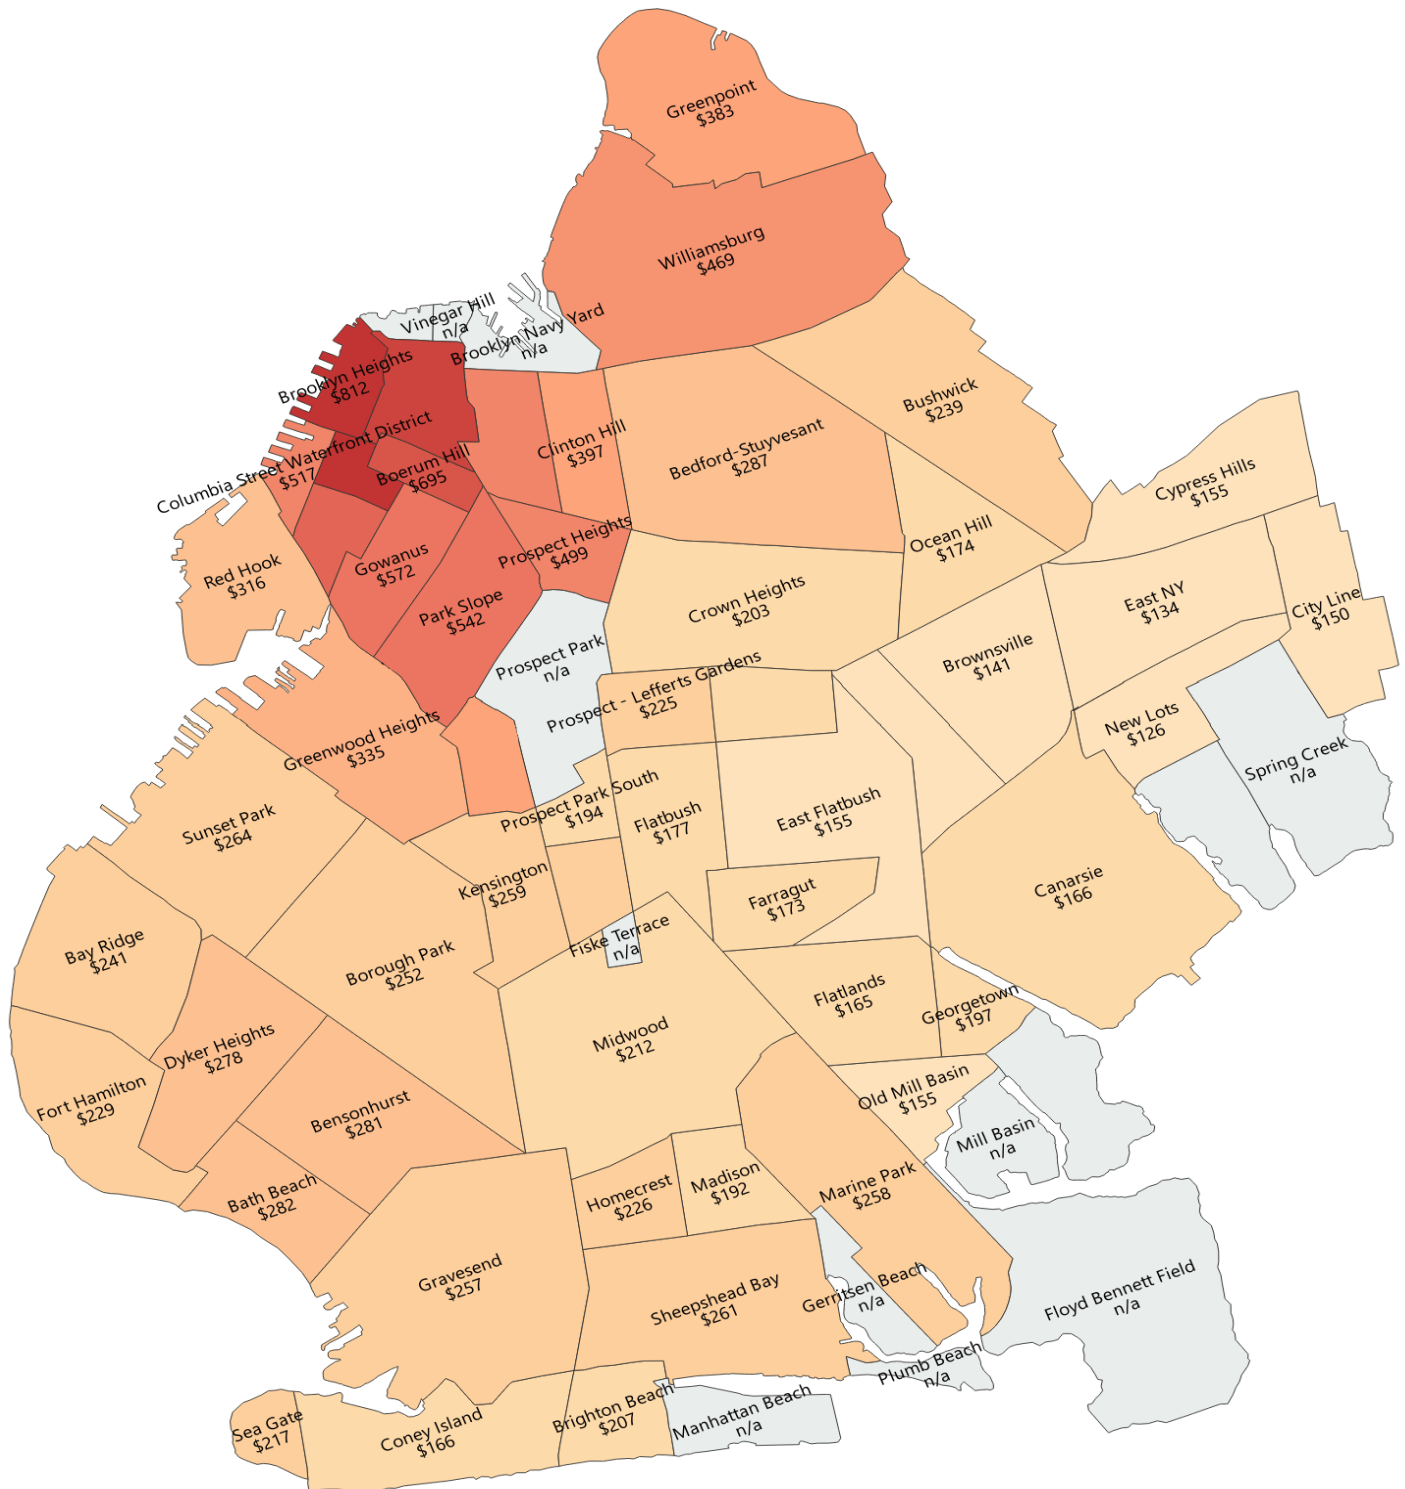 Greenpoint
$383
Williamsburg
$469
Vinegar Hill
n/a
Brooklyn Navy Yard
n/a
Brooklyn Heights
$812
Bushwick
$239
Columbia Street Waterfront District
$517
Boerum Hill
$695
Clinton Hill
$397
Bedford-Stuyvesant
$287
Cypress Hills
$155
Ocean Hill
$174
Prospect Heights
$499
Gowanus
$572
Red Hook
$316
Park Slope
$542
Crown Heights
$203
East NY
$134
City Line
$150
Brownsville
$141
Prospect Park
n/a
Prospect - Lefferts Gardens
$225
New Lots
$126
Greenwood Heights
$335
Spring Creek
n/a
Prospect Park South
$194
Flatbush
$177
East Flatbush
$155
Sunset Park
$264
Kensington
$259
Farragut
$173
Canarsie
$166
Fiske Terrace
n/a
Bay Ridge
$241
Borough Park
$252
Flatlands
$165
Georgetown
$197
Midwood
$212
Dyker Heights
$278
Old Mill Basin
$155
Fort Hamilton
$229
Bensonhurst
$281
Mill Basin
n/a
Bath Beach
$282
Homecrest
$226
Madison
$192
Marine Park
$258
Gravesend
$257
Sheepshead Bay
$261
Gerritsen Beach
n/a
Floyd Bennett Field
n/a
Plumb Beach
n/a
Sea Gate
$217
Coney Island
$166
Brighton Beach
$207
Manhattan Beach
n/a